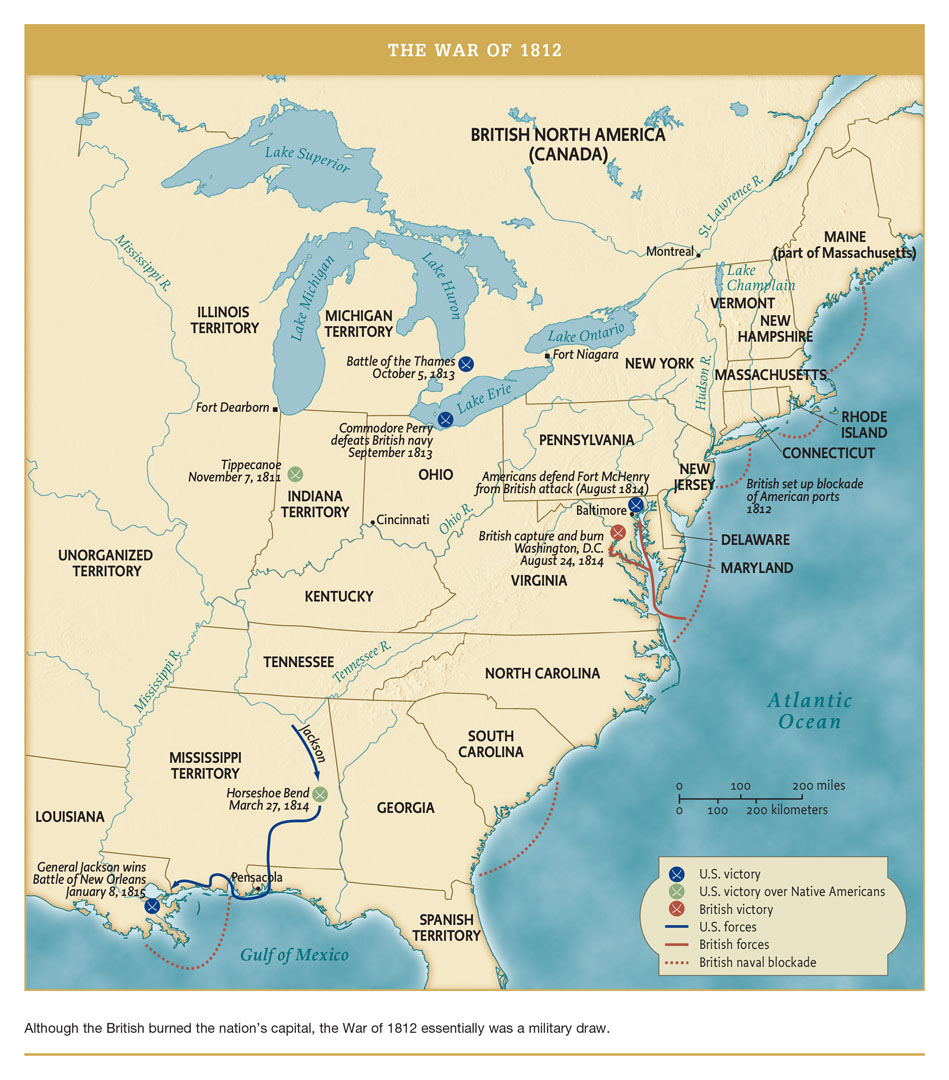 THE WAR OF 1812
BRITISH NORTH AMERICA
(CANADA)
Lake Superior
St. Lawrence R.
Mississippi R.
MAINE
(part of Massachusetts)
Montreal
Lake
Champlain
Lake Michigan
Lake Huron
VERMONT
NEW
HAMPSHIRE
ILLINOIS
TERRITORY
MICHIGAN
TERRITORY
Lake Ontario
Fort Niagara
Battle of the Thames
October 5, 1813
NEW YORK
Hudson R.
MASSACHUSETTS
Lake Erie
Fort Dearborn
RHODE
ISLAND
CONNECTICUT
Commodore Perry
defeats British navy
September 1813
PENNSYLVANIA
Tippecanoe
November 7, 1811
OHIO
NEW
JERSEY
Americans defend Fort McHenry
from British attack (August 1814)
British set up blockade
of American ports
1812
INDIANA
TERRITORY
Baltimore
Cincinnati
Ohio R.
British capture and burn
Washington, D.C.
August 24, 1814
DELAWARE
MARYLAND
UNORGANIZED
TERRITORY
VIRGINIA
KENTUCKY
TENNESSEE
Tennessee R.
NORTH CAROLINA
Mississippi R.
Atlantic
Ocean
Jackson
SOUTH
CAROLINA
MISSISSIPPI
TERRITORY
Horseshoe Bend
March 27, 1814
GEORGIA
LOUISIANA
0 100 200 miles
0 100 200 kilometers
General Jackson wins
Battle of New Orleans
January 8, 1815
Pensacola
SPANISH
TERRITORY
Gulf of Mexico
U.S. victory
U.S. victory over Native Americans
British victory
U.S. forces
British forces
British naval blockade
Although the British burned the nation's capital, the War of 1812 essentially was a military draw.